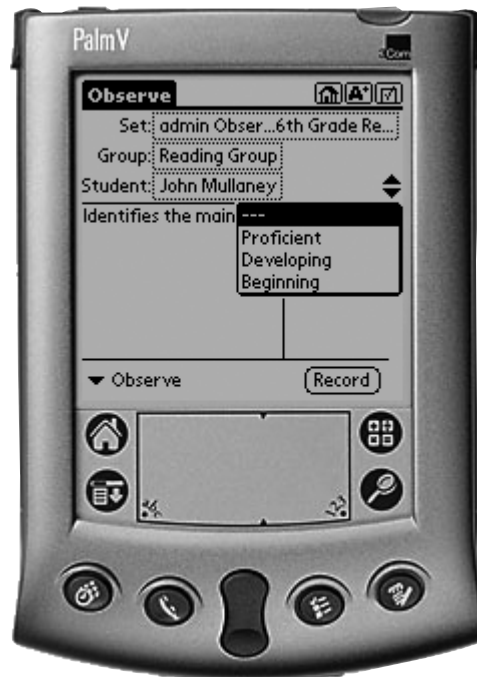 PalmV
3Com
Observe
A+
Set: admin Obser...6th Grade Re...
Group: Reading Group
Student: John Mullaney
Identifies the main
---
Proficient
Developing
Beginning
Observe
Record